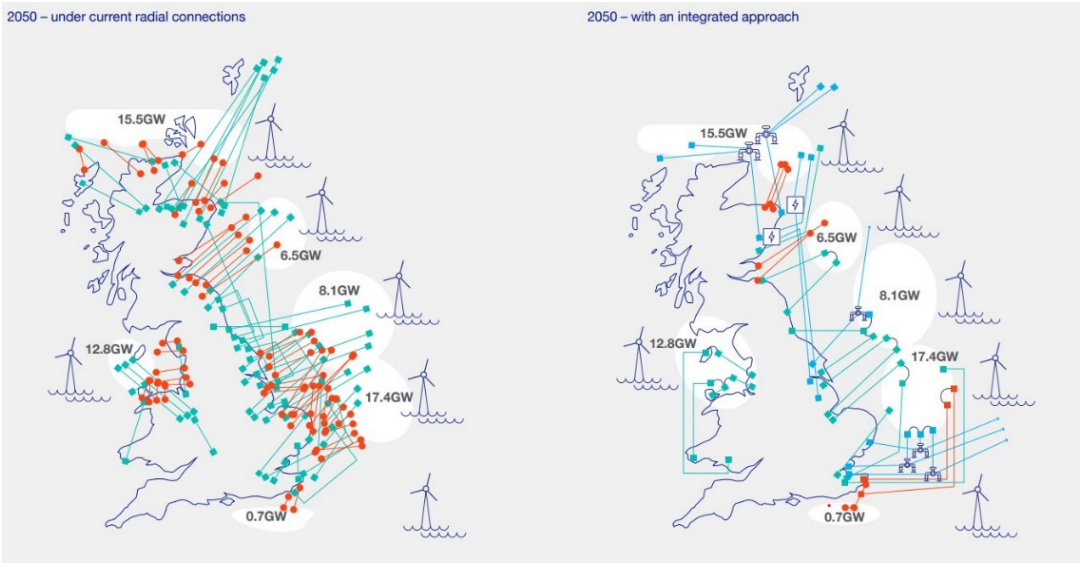 2050 – under current radial connections
15.5GW
6.5GW
8.1GW
12.8GW
17.4GW
0.7GW
2050 – with an integrated approach
15.5GW
6.5GW
8.1GW
12.8GW
17.4GW
0.7GW